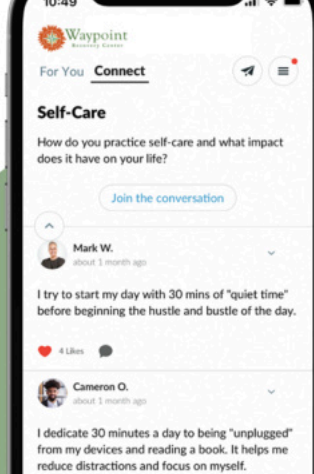 10:49
Waypoint
Recovery Center
For You Connect
Self-Care
How do you practice self-care and what impact
does it have on your life?
Join the conversation
Mark W.
about 1 month ago
I try to start my day with 30 mins of "quiet time"
before beginning the hustle and bustle of the day.
4 Likes
Cameron O.
about 1 month ago
I dedicate 30 minutes a day to being "unplugged"
from my devices and reading a book. It helps me
reduce distractions and focus on myself.